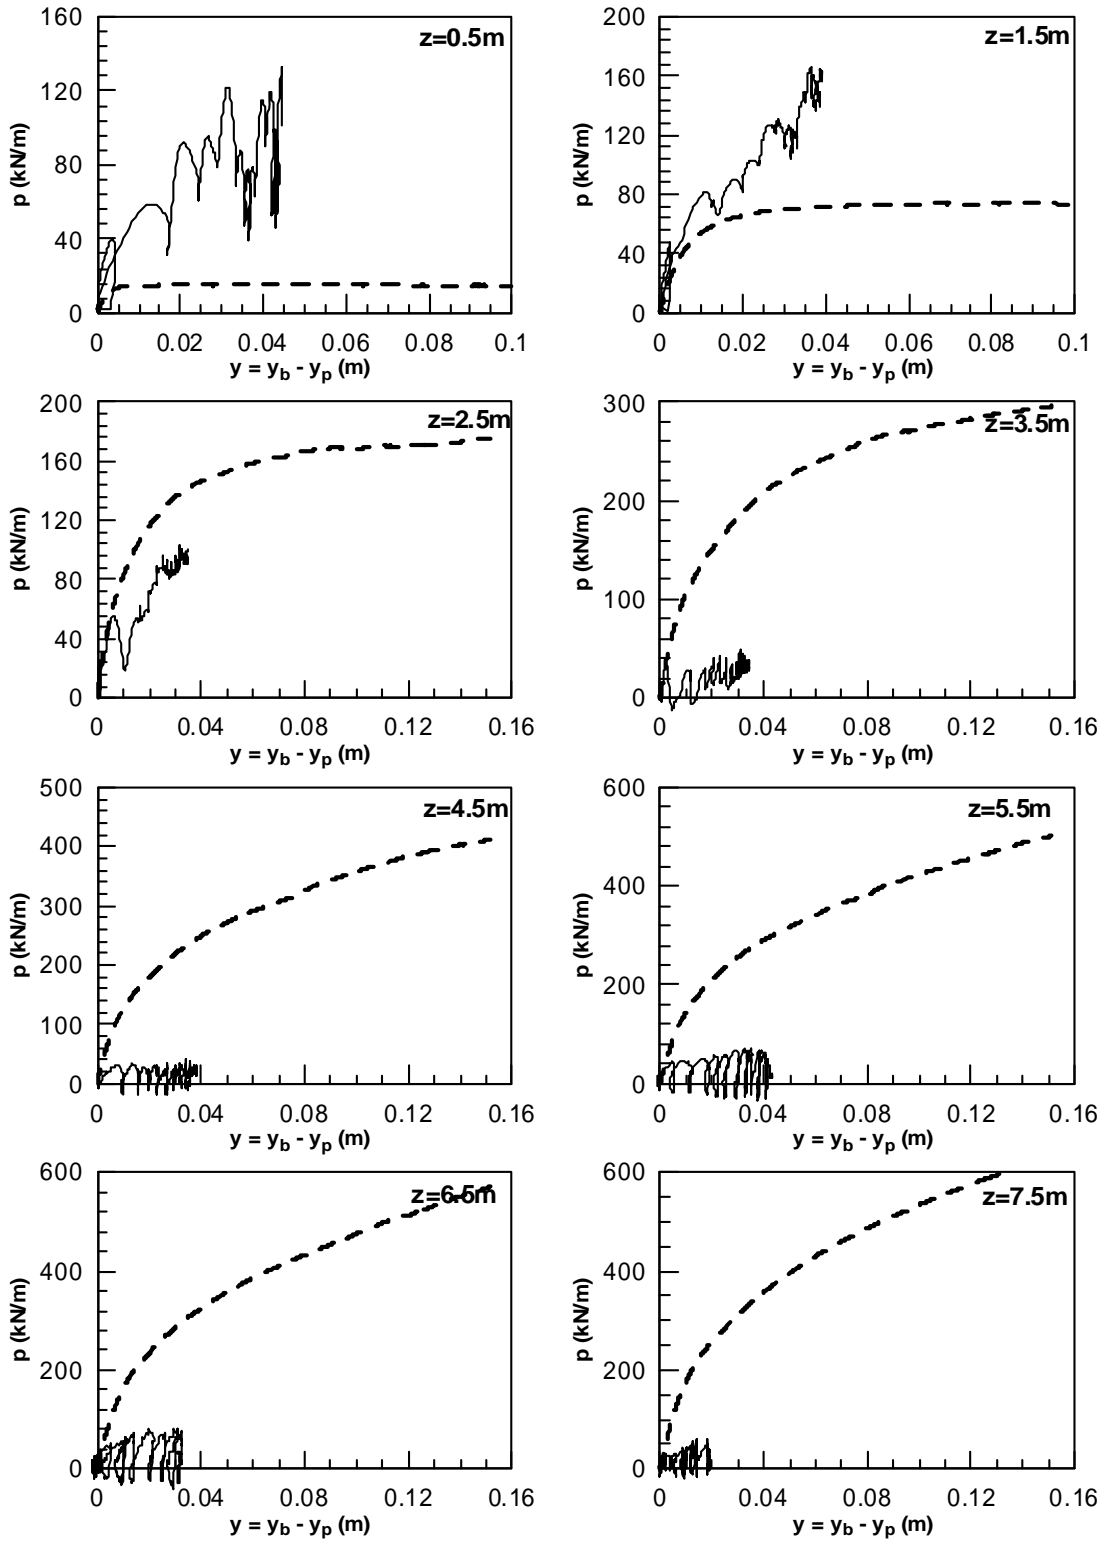 160
z=0.5m
120
80
40
0
p (kN/m)
0 0.02 0.04 0.06 0.08 0.1
y = yb - yp (m)
200
z=1.5m
160
120
80
40
0
p (kN/m)
0 0.02 0.04 0.06 0.08 0.1
y = yb - yp (m)
200
z=2.5m
160
120
80
40
0
p (kN/m)
0 0.04 0.08 0.12 0.16
y = yb - yp (m)
300
z=3.5m
200
100
0
p (kN/m)
0 0.04 0.08 0.12 0.16
y = yb - yp (m)
500
z=4.5m
400
300
200
100
0
p (kN/m)
0 0.04 0.08 0.12 0.16
y = yb - yp (m)
600
z=5.5m
400
200
0
p (kN/m)
0 0.04 0.08 0.12 0.16
y = yb - yp (m)
600
z=6.5m
400
200
0
p (kN/m)
0 0.04 0.08 0.12 0.16
y = yb - yp (m)
600
z=7.5m
400
200
0
p (kN/m)
0 0.04 0.08 0.12 0.16
y = yb - yp (m)